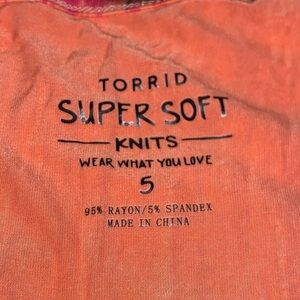 TORRID
SUPER SOFT
KNITS
WEAR WHAT YOU LOVE
5
95% RAYON/5% SPANDEX
MADE IN CHINA